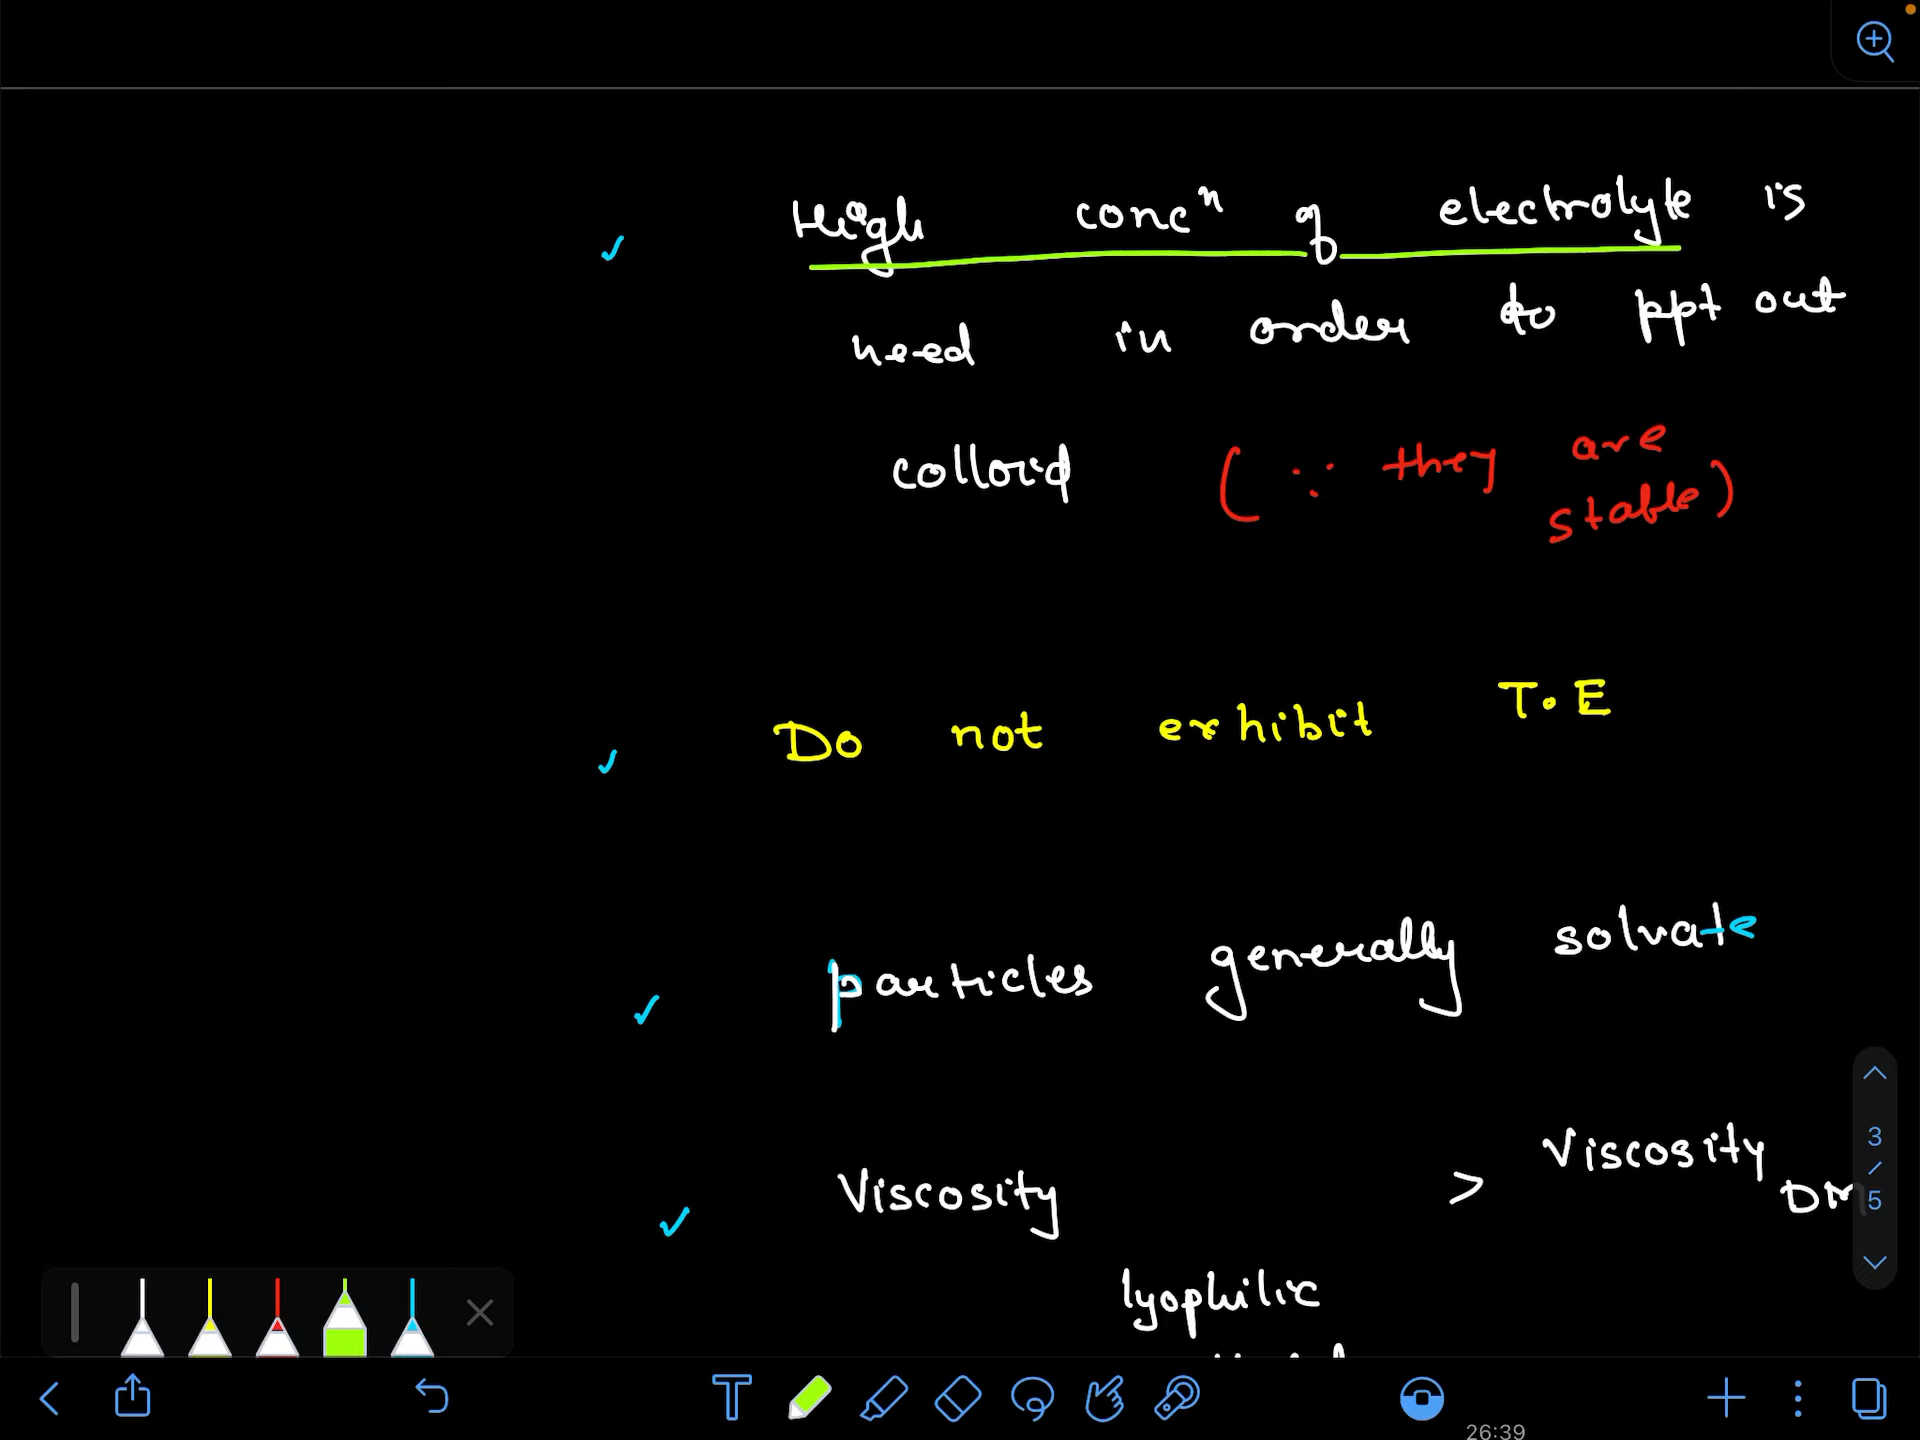 High concⁿ of electrolyte is
need in order to ppt out
colloid (∵ they are
stable)
Do not exhibit T.E
particles generally solvate
Viscosity > Viscosity DM
lyophilic
3
/
5
26:39